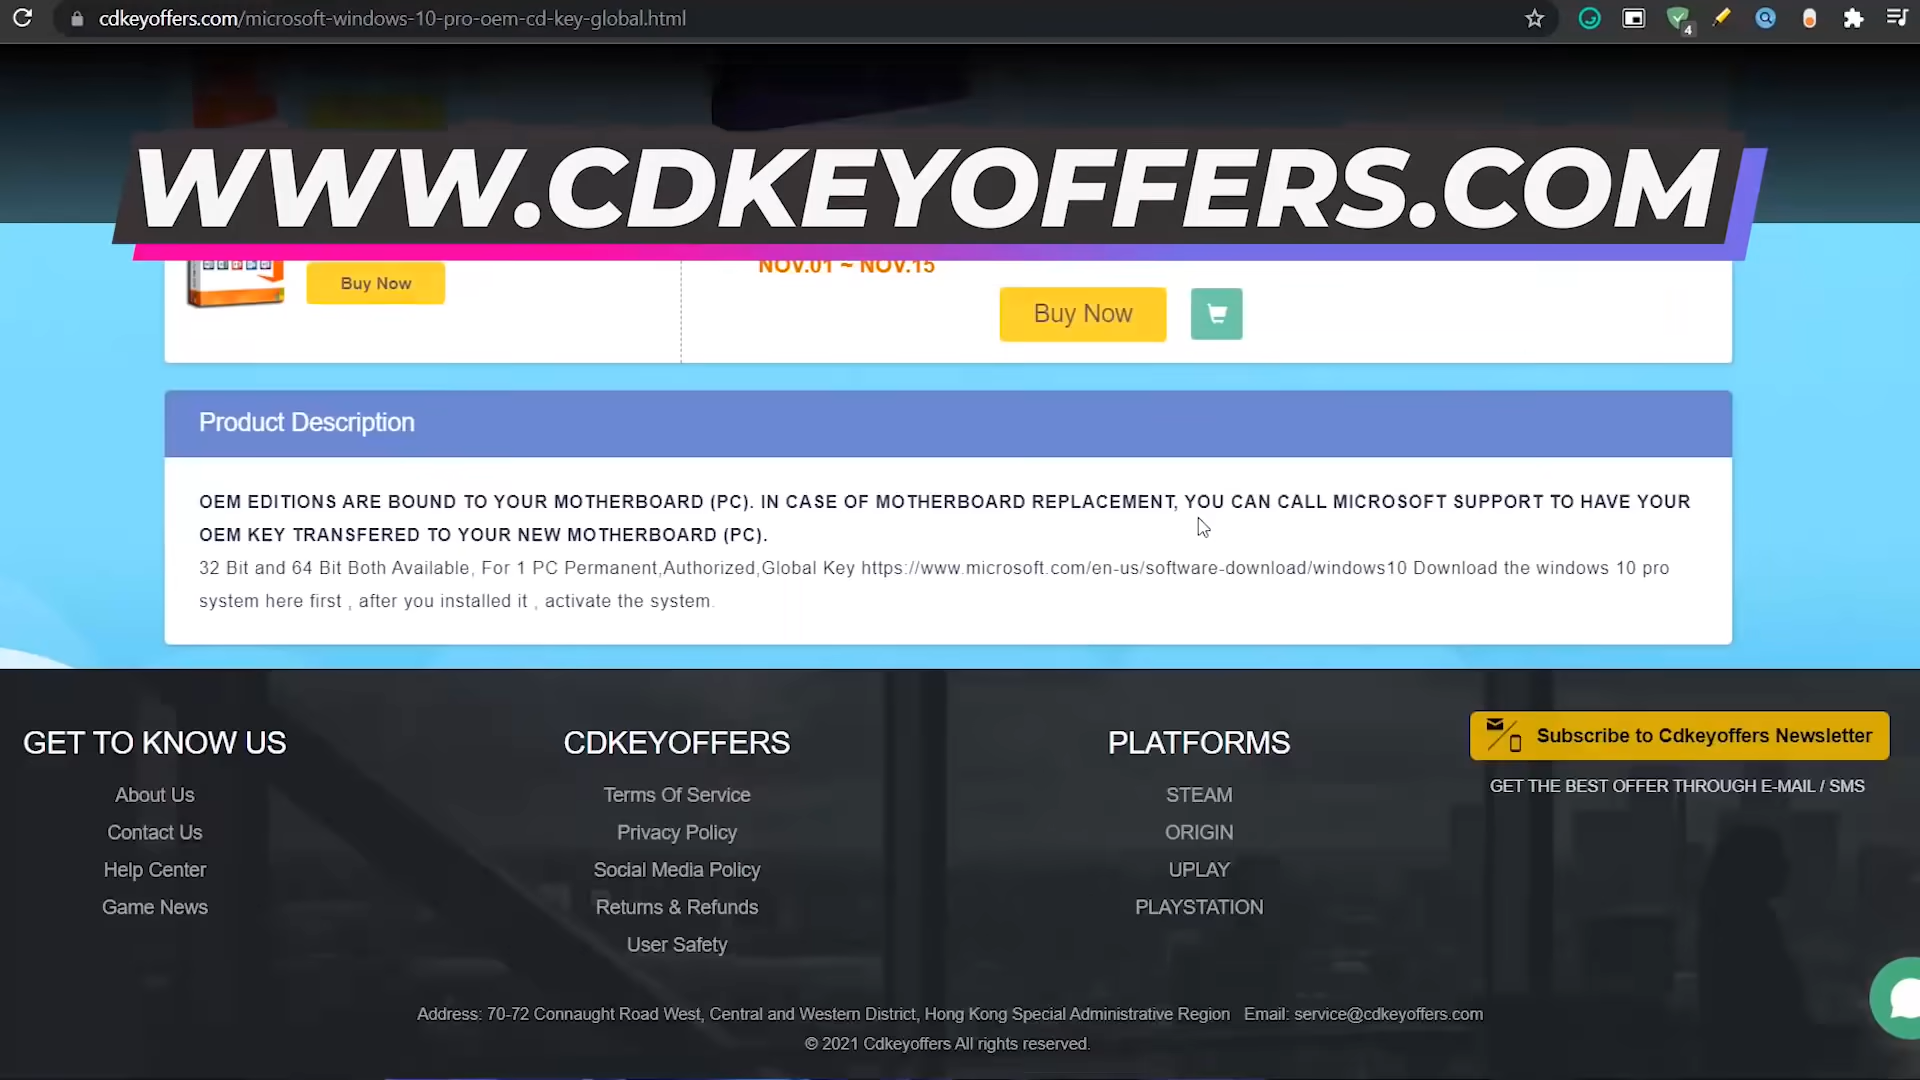 cdkeyoffers.com/microsoft-windows-10-pro-oem-cd-key-global.html
4
WWW.CDKEYOFFERS.COM
NOV.01 ~ NOV.15
Buy Now
Buy Now
Product Description
OEM EDITIONS ARE BOUND TO YOUR MOTHERBOARD (PC). IN CASE OF MOTHERBOARD REPLACEMENT, YOU CAN CALL MICROSOFT SUPPORT TO HAVE YOUR
OEM KEY TRANSFERED TO YOUR NEW MOTHERBOARD (PC).
32 Bit and 64 Bit Both Available, For 1 PC Permanent,Authorized,Global Key https://www.microsoft.com/en-us/software-download/windows10 Download the windows 10 pro
system here first , after you installed it , activate the system.
GET TO KNOW US
About Us
Contact Us
Help Center
Game News
CDKEYOFFERS
Terms Of Service
Privacy Policy
Social Media Policy
Returns & Refunds
User Safety
PLATFORMS
STEAM
ORIGIN
UPLAY
PLAYSTATION
Subscribe to Cdkeyoffers Newsletter
GET THE BEST OFFER THROUGH E-MAIL / SMS
Address: 70-72 Connaught Road West, Central and Western District, Hong Kong Special Administrative Region Email: service@cdkeyoffers.com
© 2021 Cdkeyoffers All rights reserved.